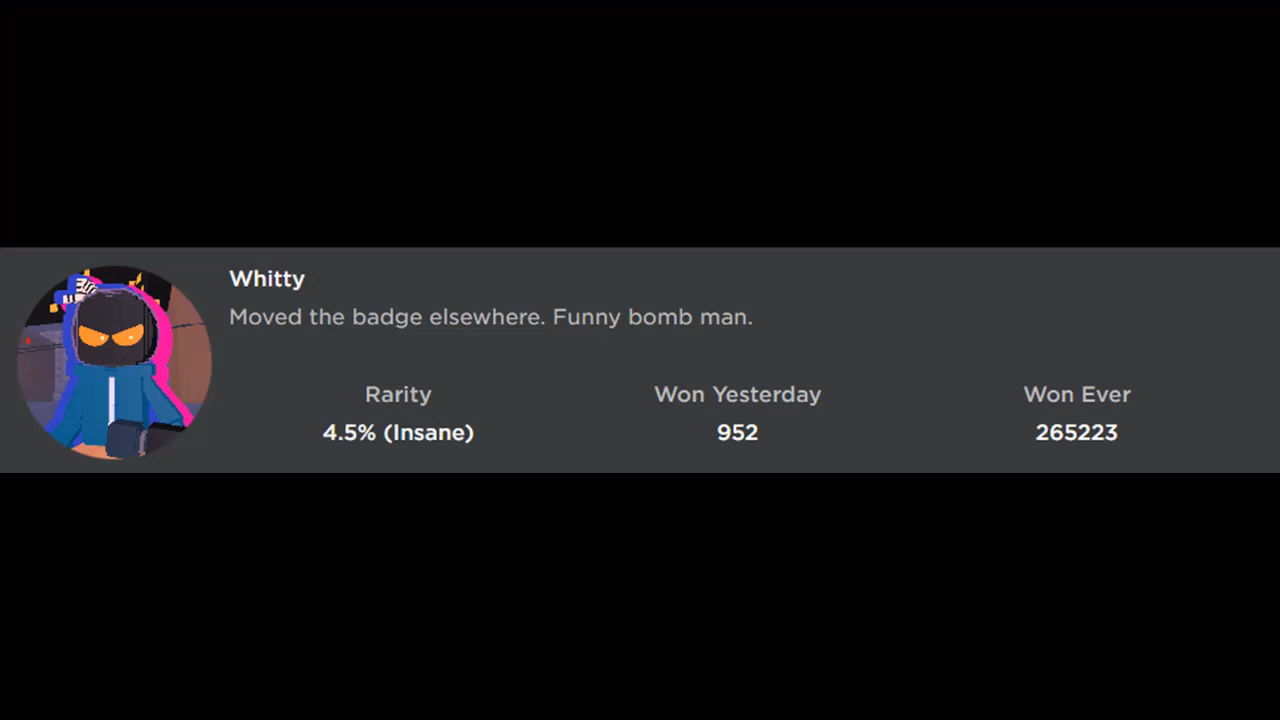 Whitty
Moved the badge elsewhere. Funny bomb man.
Rarity Won Yesterday Won Ever
4.5% (Insane) 952 265223